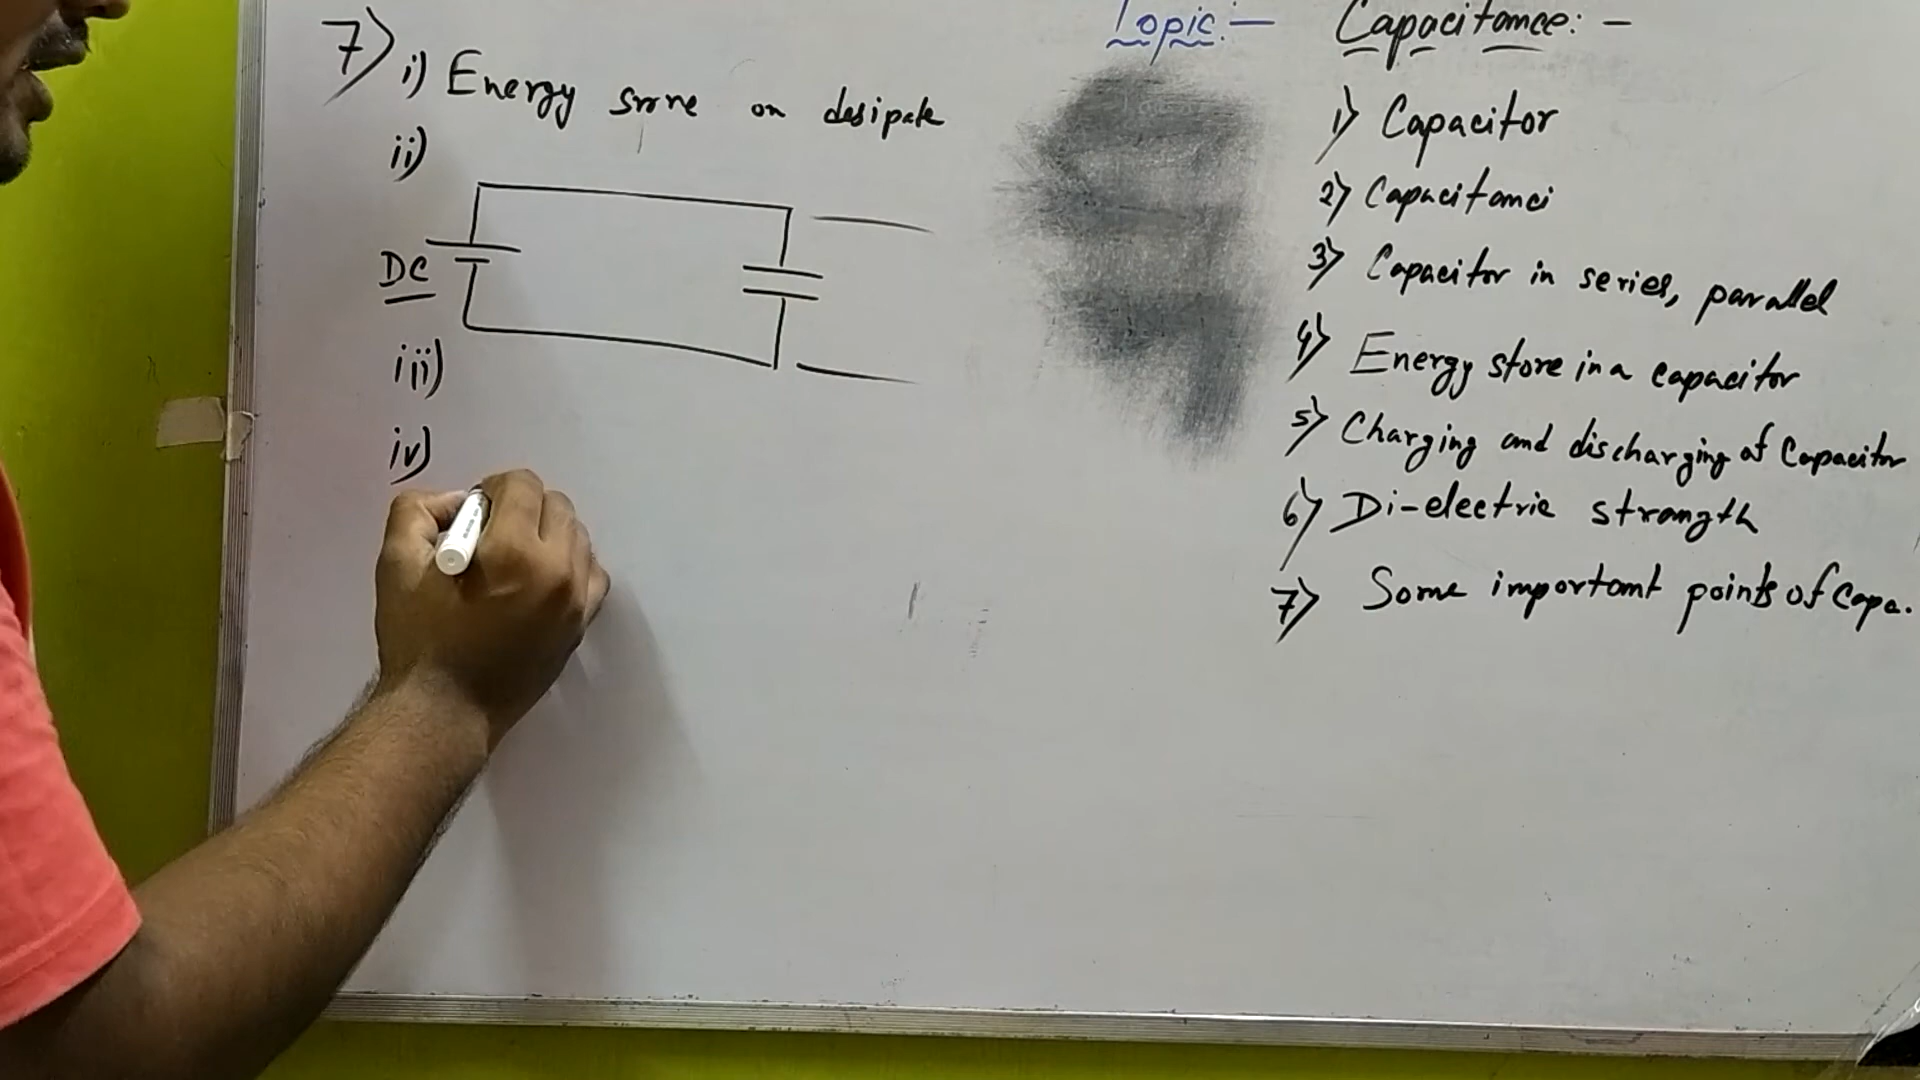 7) i) Energy store on desipate
ii)
DC
iii)
iv)
Topic:- Capacitance:-
1) Capacitor
2) Capacitanci
3) Capacitor in series, parallel
4) Energy store in a capacitor
5) Charging and discharging of Capacitor
6) Di-electric strangth
7) Some important points of Capa.